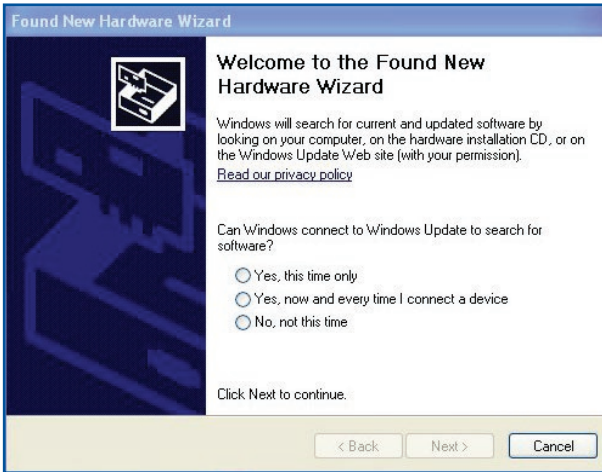 Found New Hardware Wizard
Welcome to the Found New
Hardware Wizard
Windows will search for current and updated software by
looking on your computer, on the hardware installation CD, or on
the Windows Update Web site (with your permission).
Read our privacy policy
Can Windows connect to Windows Update to search for
software?
Yes, this time only
Yes, now and every time I connect a device
No, not this time
Click Next to continue.
< Back
Next >
Cancel